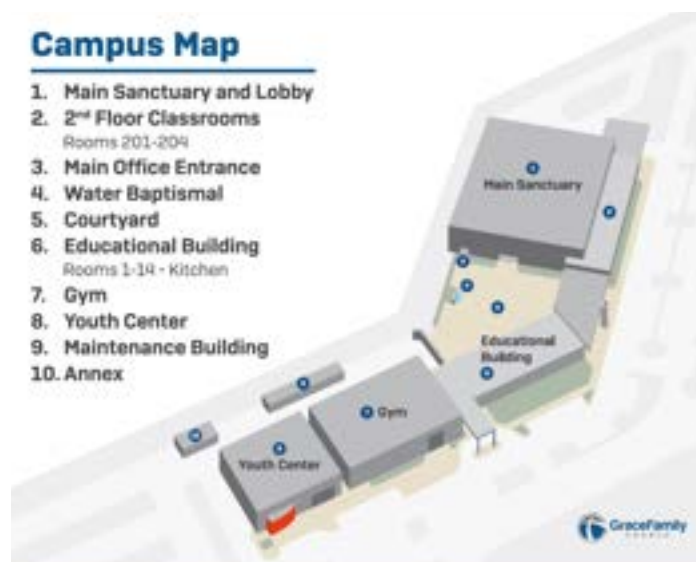 Campus Map
1. Main Sanctuary and Lobby
2. 2nd Floor Classrooms
Rooms 201-204
3. Main Office Entrance
4. Water Baptismal
5. Courtyard
6. Educational Building
Rooms 1-14 - Kitchen
7. Gym
8. Youth Center
9. Maintenance Building
10. Annex
Main Sanctuary
Educational
Building
Gym
Youth Center
GraceFamily